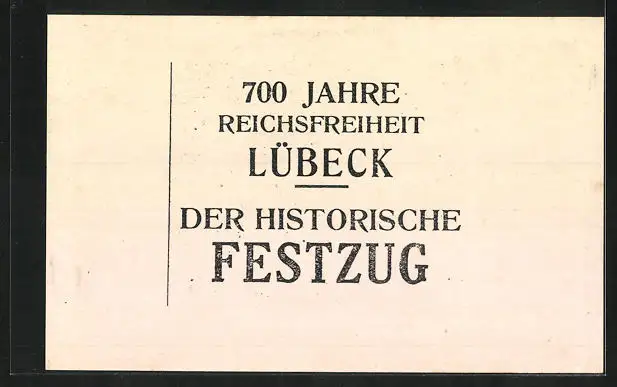 700 JAHRE
REICHSFREIHEIT
LÜBECK
DER HISTORISCHE
FESTZUG